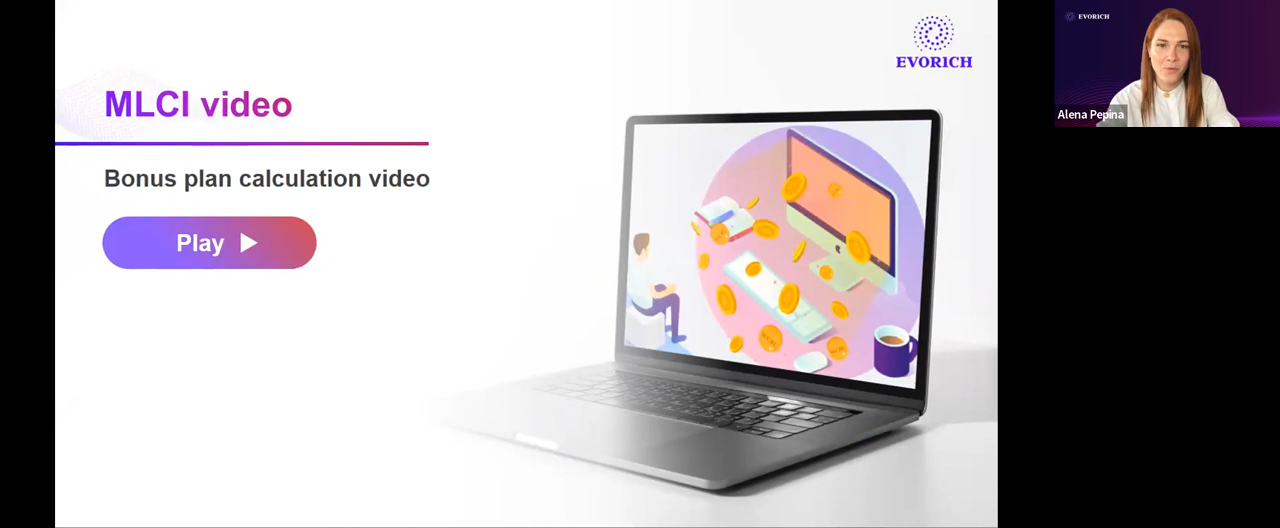 EVORICH
MLCI video
Bonus plan calculation video
Play
EVORICH
Alena Pepina